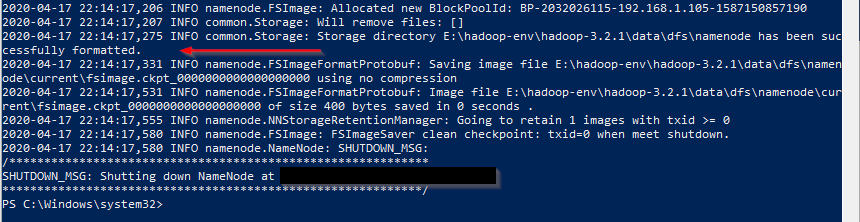 2020-04-17 22:14:17,206 INFO namenode.FSImage: Allocated new BlockPoolId: BP-2032026115-192.168.1.105-1587150857190
2020-04-17 22:14:17,207 INFO common.Storage: Will remove files: []
2020-04-17 22:14:17,275 INFO common.Storage: Storage directory E:\hadoop-env\hadoop-3.2.1\data\dfs\namenode has been suc
cessfully formatted.
2020-04-17 22:14:17,331 INFO namenode.FSImageFormatProtobuf: Saving image file E:\hadoop-env\hadoop-3.2.1\data\dfs\namen
ode\current\fsimage.ckpt_0000000000000000000 using no compression
2020-04-17 22:14:17,531 INFO namenode.FSImageFormatProtobuf: Image file E:\hadoop-env\hadoop-3.2.1\data\dfs\namenode\cur
rent\fsimage.ckpt_0000000000000000000 of size 400 bytes saved in 0 seconds .
2020-04-17 22:14:17,555 INFO namenode.NNStorageRetentionManager: Going to retain 1 images with txid >= 0
2020-04-17 22:14:17,580 INFO namenode.FSImage: FSImageSaver clean checkpoint: txid=0 when meet shutdown.
2020-04-17 22:14:17,580 INFO namenode.NameNode: SHUTDOWN_MSG:
/************************************************************
SHUTDOWN_MSG: Shutting down NameNode at
************************************************************/
PS C:\Windows\system32>